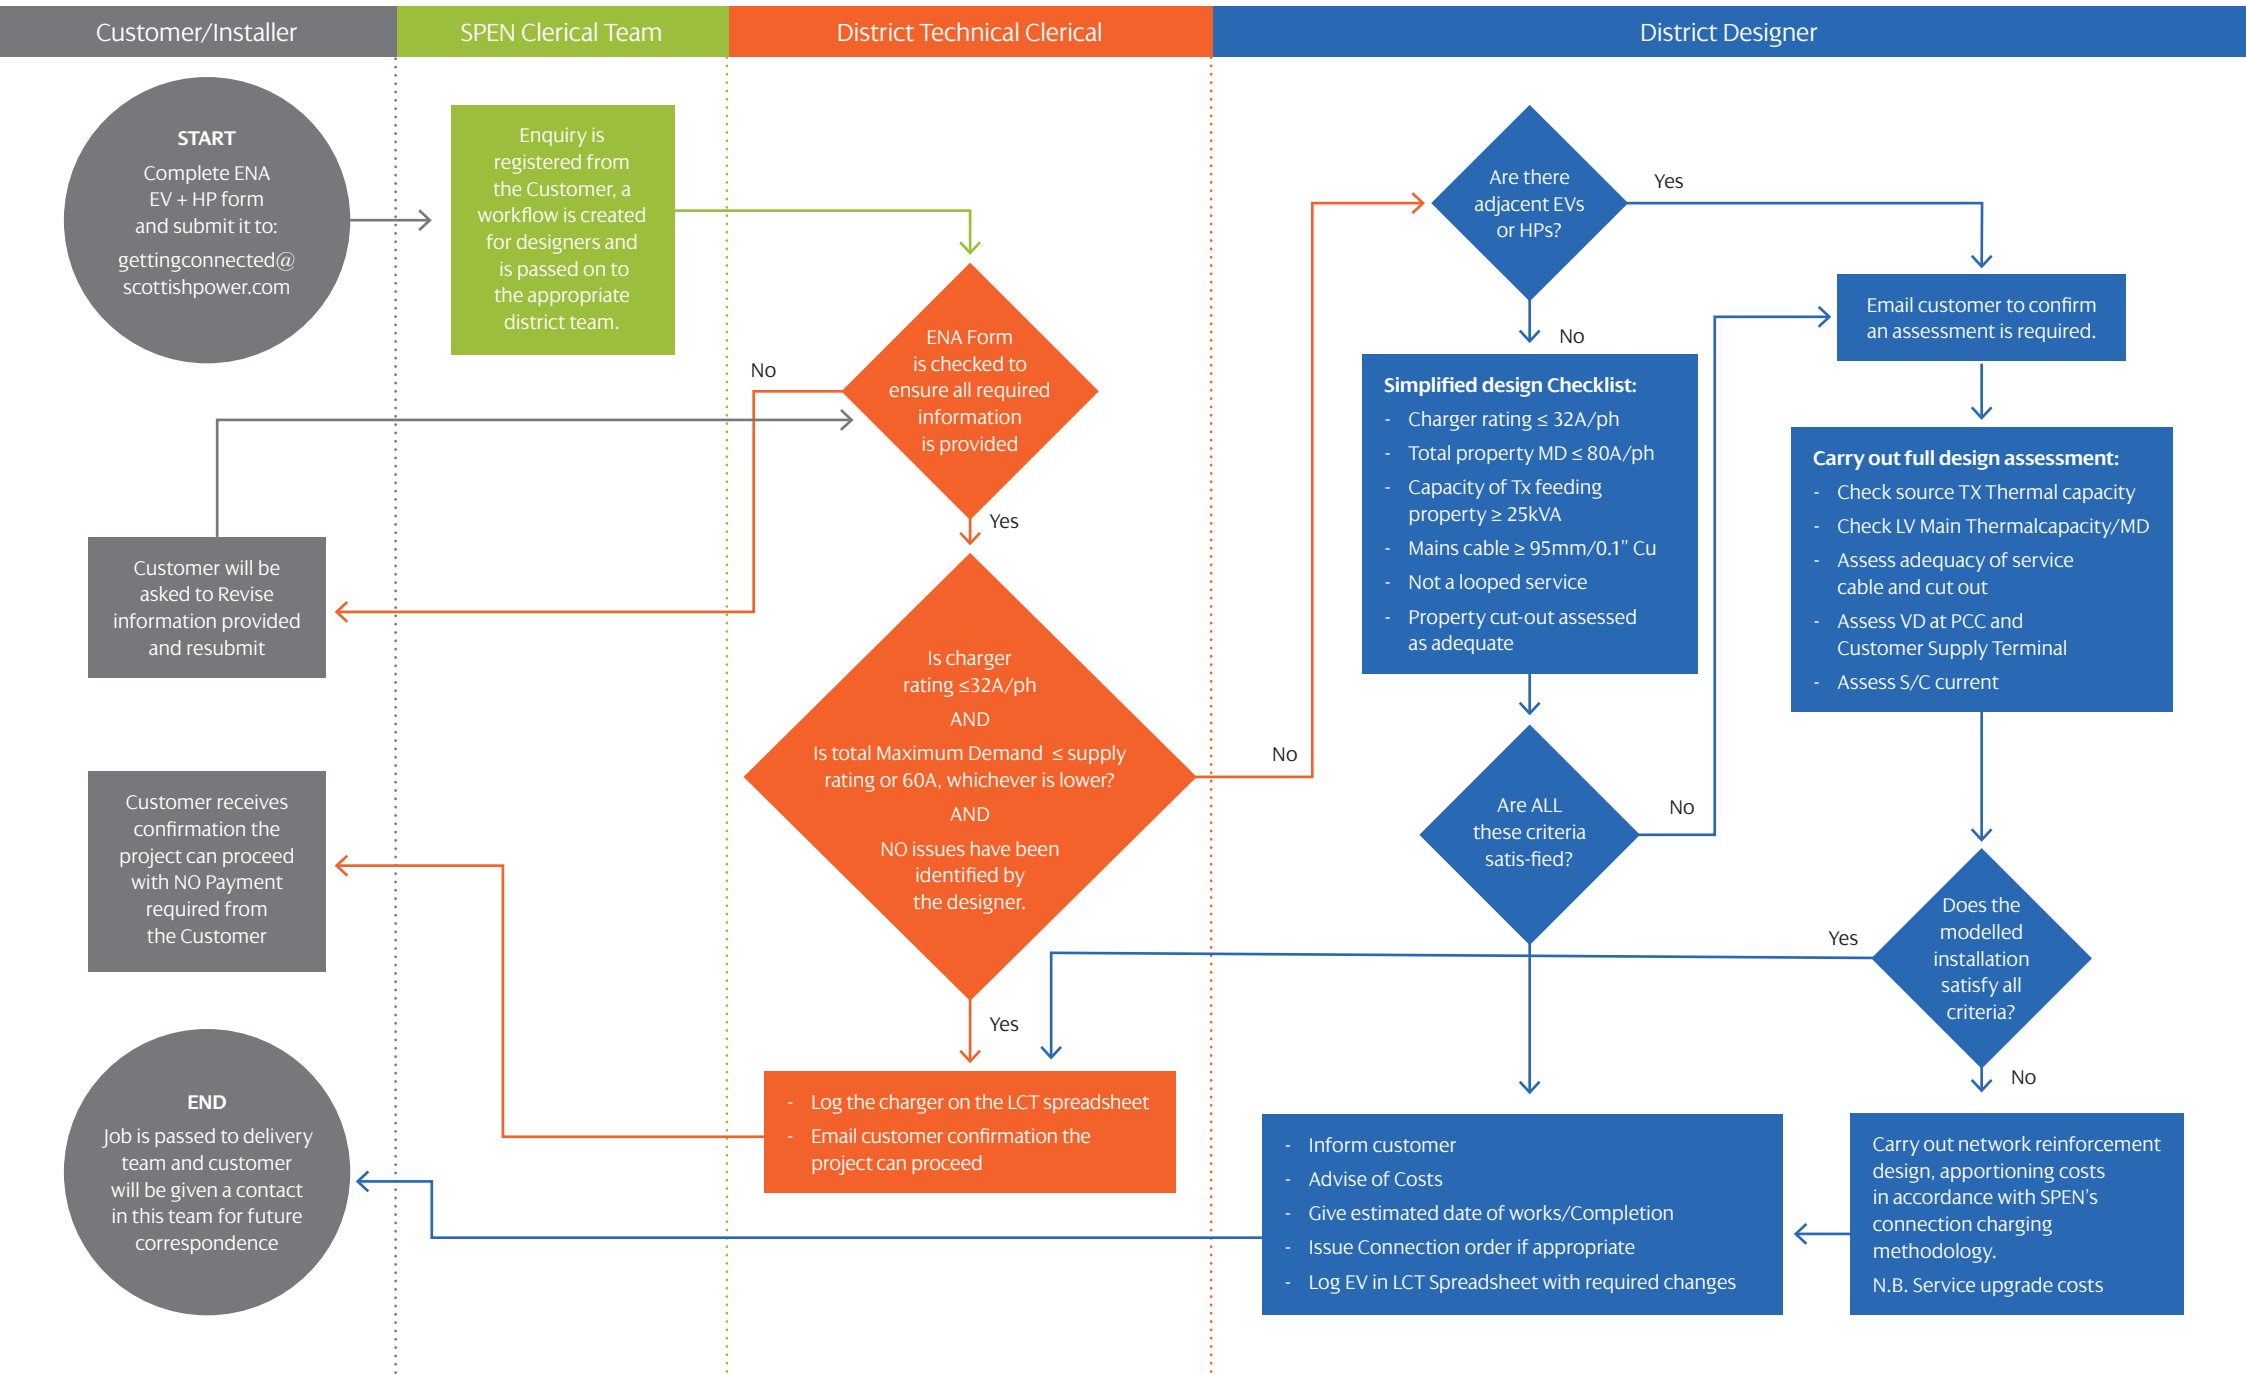 Customer/Installer
SPEN Clerical Team
District Technical Clerical
District Designer
START
Complete ENA
EV + HP form
and submit it to:
gettingconnected@
scottishpower.com
Enquiry is
registered from
the Customer, a
workflow is created
for designers and
is passed on to
the appropriate
district team.
ENA Form
is checked to
ensure all required
information
is provided
No
Yes
Customer will be
asked to Revise
information provided
and resubmit
Is charger
rating ≤32A/ph
AND
Is total Maximum Demand ≤ supply
rating or 60A, whichever is lower?
AND
NO issues have been
identified by
the designer.
No
Yes
Customer receives
confirmation the
project can proceed
with NO Payment
required from
the Customer
- Log the charger on the LCT spreadsheet
- Email customer confirmation the
project can proceed
END
Job is passed to delivery
team and customer
will be given a contact
in this team for future
correspondence
Are there
adjacent EVs
or HPs?
Yes
No
Simplified design Checklist:
- Charger rating ≤ 32A/ph
- Total property MD ≤ 80A/ph
- Capacity of Tx feeding
property ≥ 25kVA
- Mains cable ≥ 95mm/0.1" Cu
- Not a looped service
- Property cut-out assessed
as adequate
Are ALL
these criteria
satis-fied?
No
Email customer to confirm
an assessment is required.
Carry out full design assessment:
- Check source TX Thermal capacity
- Check LV Main Thermalcapacity/MD
- Assess adequacy of service
cable and cut out
- Assess VD at PCC and
Customer Supply Terminal
- Assess S/C current
Does the
modelled
installation
satisfy all
criteria?
Yes
No
- Inform customer
- Advise of Costs
- Give estimated date of works/Completion
- Issue Connection order if appropriate
- Log EV in LCT Spreadsheet with required changes
Carry out network reinforcement
design, apportioning costs
in accordance with SPEN's
connection charging
methodology.
N.B. Service upgrade costs